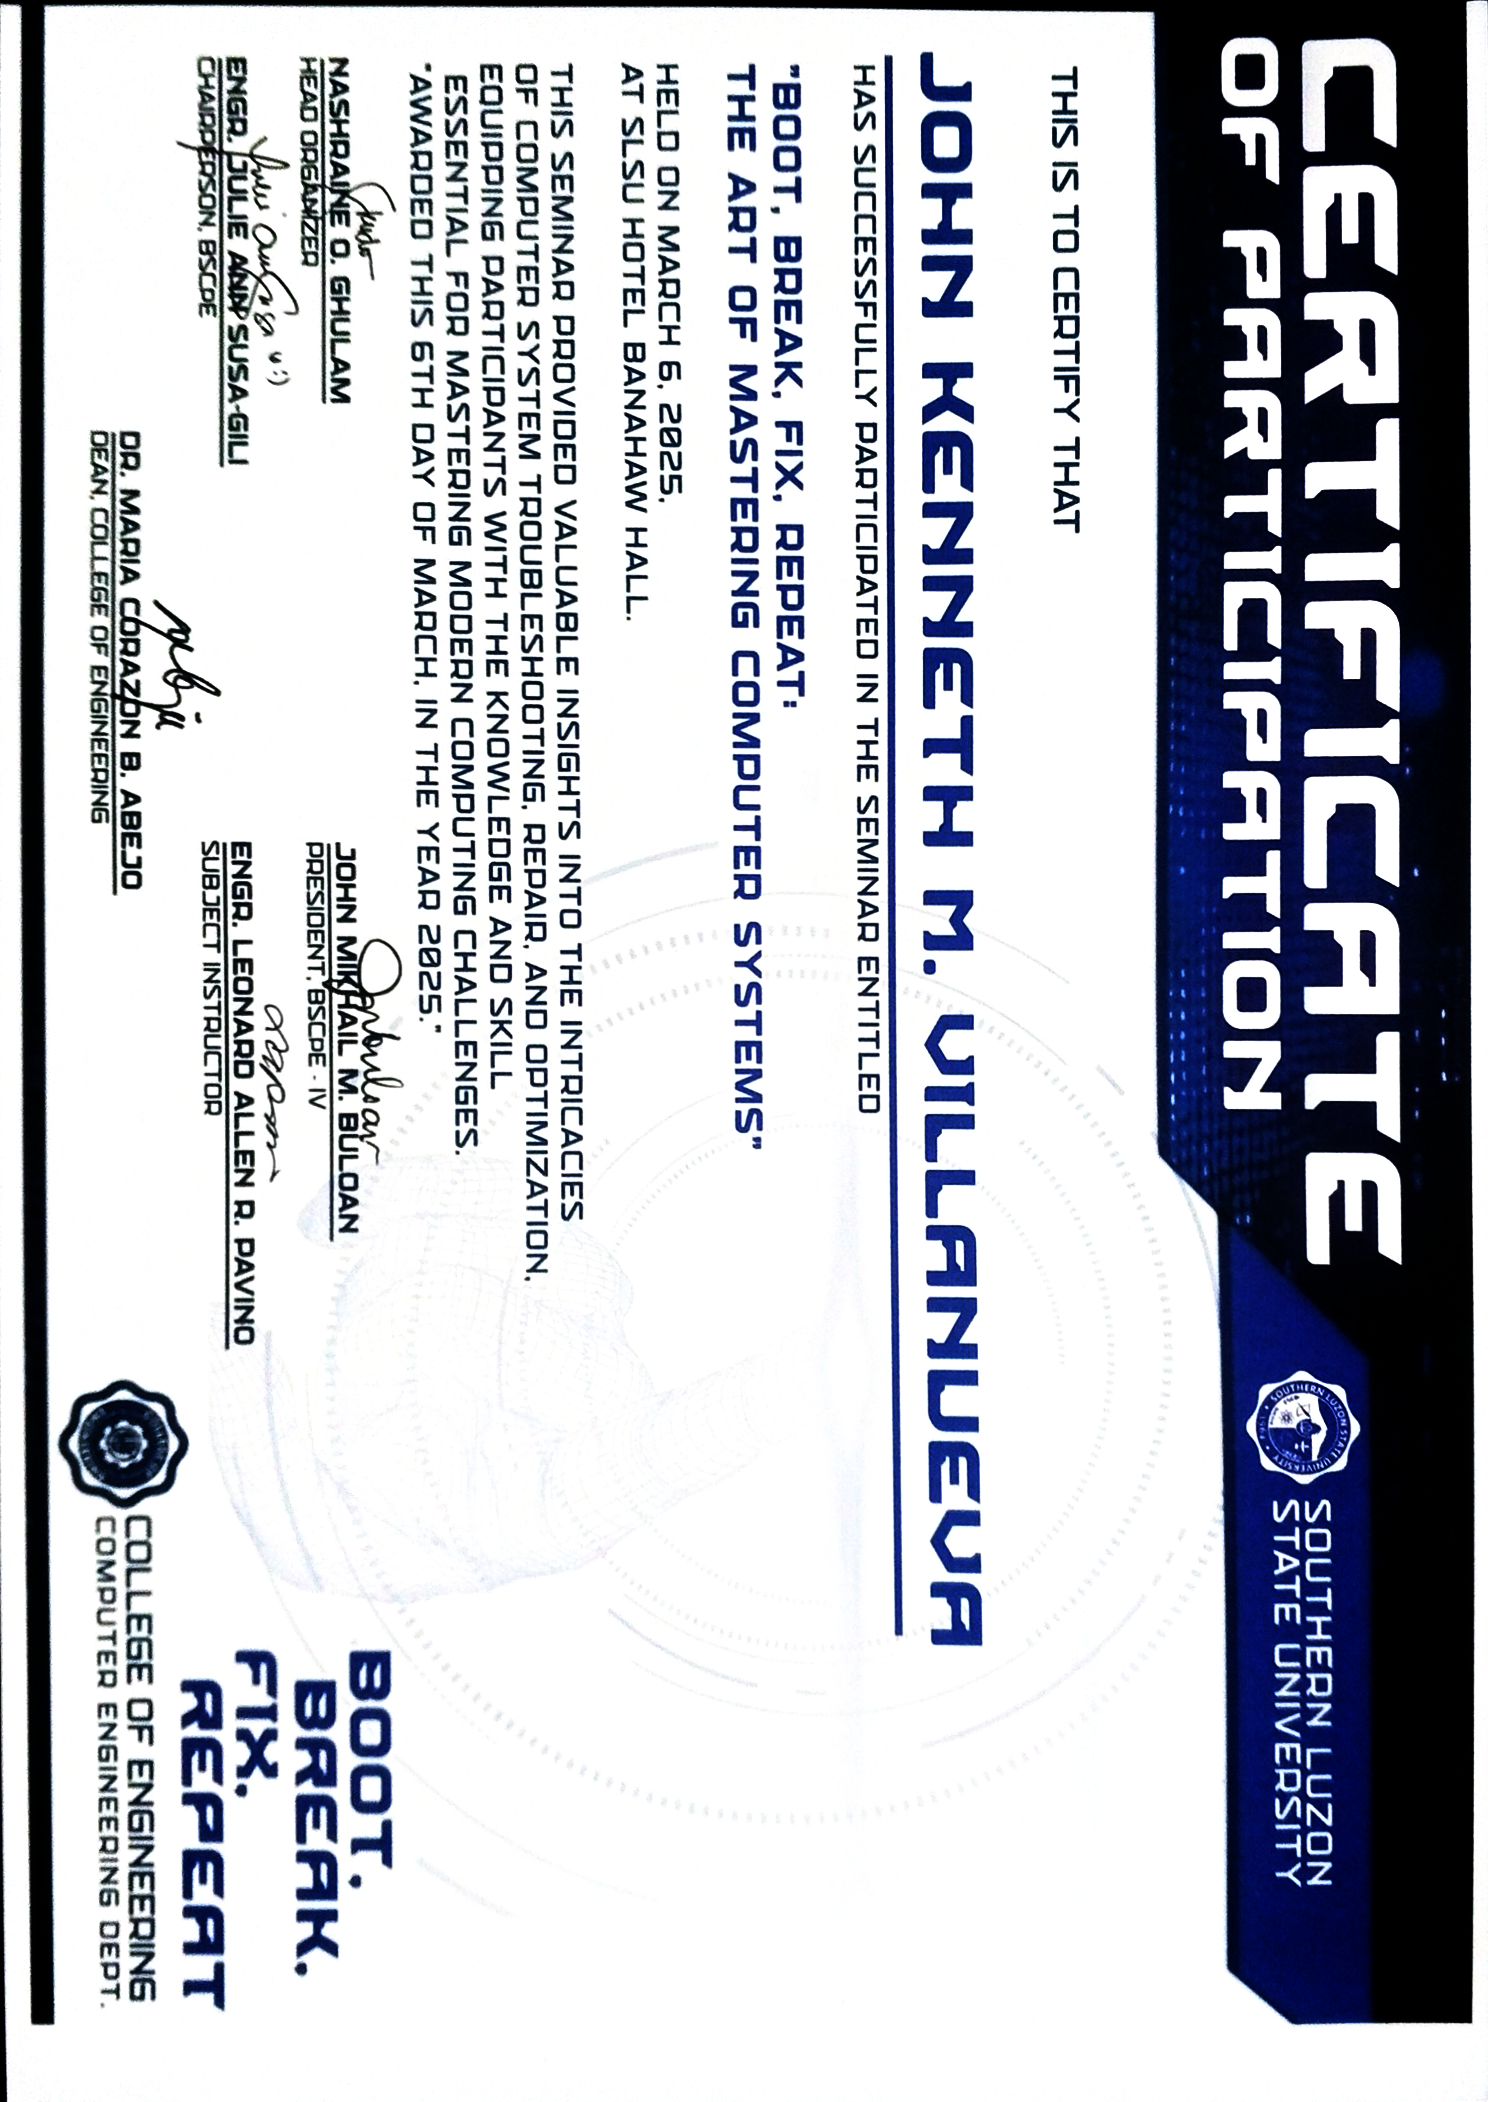 CERTIFICATE
OF PARTICIPATION
SOUTHERN LUZON STATE UNIVERSITY
1964
SOUTHERN LUZON
STATE UNIVERSITY
THIS IS TO CERTIFY THAT
JOHN KENNETH M. VILLANUEVA
HAS SUCCESSFULLY PARTICIPATED IN THE SEMINAR ENTITLED
"BOOT, BREAK, FIX, REPEAT:
THE ART OF MASTERING COMPUTER SYSTEMS"
HELD ON MARCH 6, 2025,
AT SLSU HOTEL BANAHAW HALL.
THIS SEMINAR PROVIDED VALUABLE INSIGHTS INTO THE INTRICACIES
OF COMPUTER SYSTEM TROUBLESHOOTING, REPAIR, AND OPTIMIZATION,
EQUIPPING PARTICIPANTS WITH THE KNOWLEDGE AND SKILL
ESSENTIAL FOR MASTERING MODERN COMPUTING CHALLENGES.
"AWARDED THIS 6TH DAY OF MARCH, IN THE YEAR 2025."
NASHRAINE O. GHULAM
HEAD ORGANIZER
JOHN MIKHAIL M. BULOAN
PRESIDENT, BSCPE - IV
ENGR. JULIE ANN SUSA-GILI
CHAIRPERSON, BSCPE
ENGR. LEONARD ALLEN R. PAVINO
SUBJECT INSTRUCTOR
DR. MARIA CORAZON B. ABEJO
DEAN, COLLEGE OF ENGINEERING
BOOT.
BREAK.
FIX.
REPEAT
COLLEGE OF ENGINEERING
COMPUTER ENGINEERING DEPT.